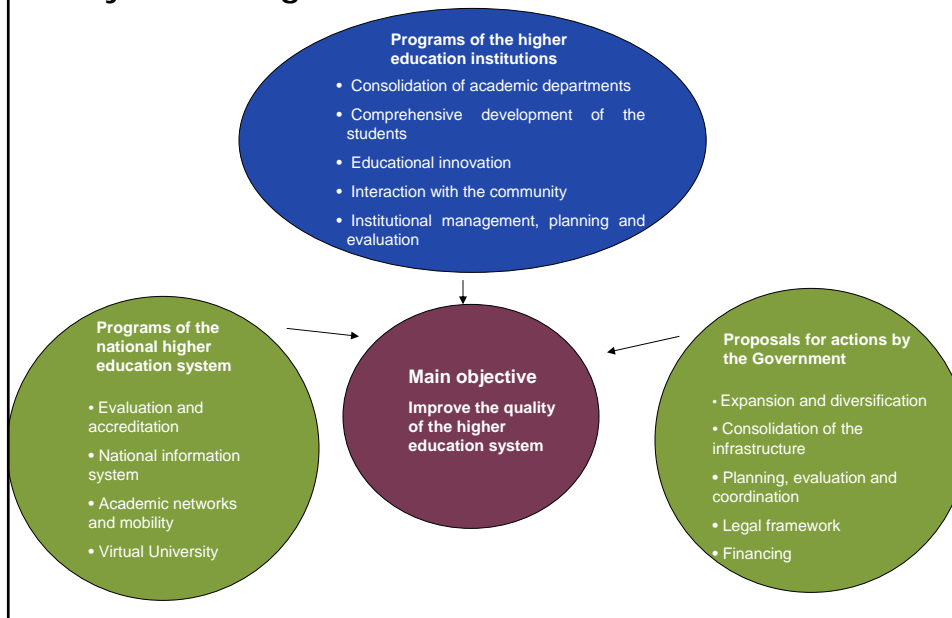 Programs of the higher
education institutions
• Consolidation of academic departments
• Comprehensive development of the
students
• Educational innovation
• Interaction with the community
• Institutional management, planning and
evaluation
Programs of the
national higher
education system
• Evaluation and
accreditation
• National information
system
• Academic networks
and mobility
• Virtual University
Main objective
Improve the quality
of the higher
education system
Proposals for actions by
the Government
• Expansion and diversification
• Consolidation of the
infrastructure
• Planning, evaluation and
coordination
• Legal framework
• Financing